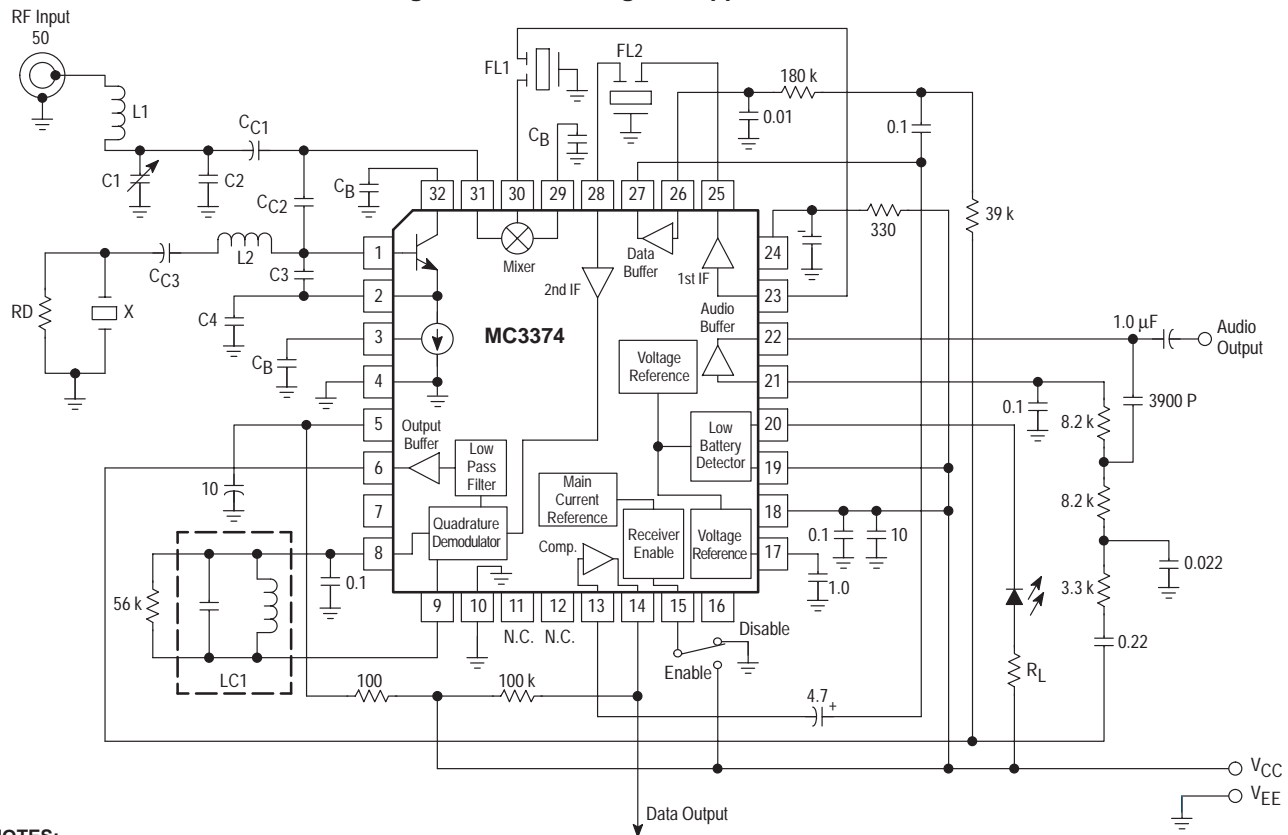 RF Input
50
L1
CC1
C1
C2
CB
CC2
FL1
FL2
CB
180 k
0.01
0.1
39 k
330
32
31
30
29
28
27
26
25
24
23
22
21
20
19
18
17
1
2
3
4
5
6
7
8
9
10
11
12
13
14
15
16
N.C.
N.C.
Mixer
Data
Buffer
2nd IF
1st IF
MC3374
Audio
Buffer
Voltage
Reference
Low
Battery
Detector
Output
Buffer
Low
Pass
Filter
Main
Current
Reference
Quadrature
Demodulator
Comp.
Receiver
Enable
Voltage
Reference
CC3
L2
C3
RD
X
C4
CB
10
56 k
0.1
LC1
100
100 k
Disable
Enable
4.7
+
1.0 µF
Audio
Output
3900 P
0.1
8.2 k
8.2 k
0.1
10
1.0
0.022
3.3 k
0.22
RL
VCC
VEE
Data Output